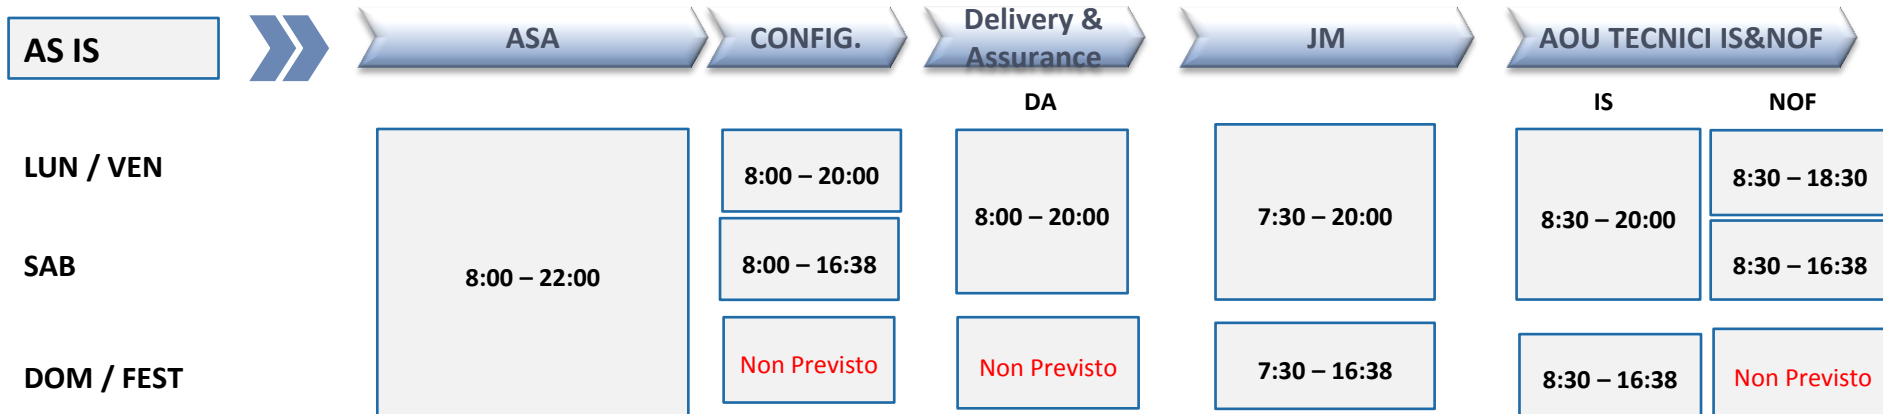 AS IS
ASA
CONFIG.
Delivery &
Assurance
JM
AOU TECNICI IS&NOF
DA
IS
NOF
LUN / VEN
8:00 – 20:00
8:00 – 20:00
7:30 – 20:00
8:30 – 20:00
8:30 – 18:30
SAB
8:00 – 22:00
8:00 – 16:38
8:30 – 16:38
DOM / FEST
Non Previsto
Non Previsto
7:30 – 16:38
8:30 – 16:38
Non Previsto